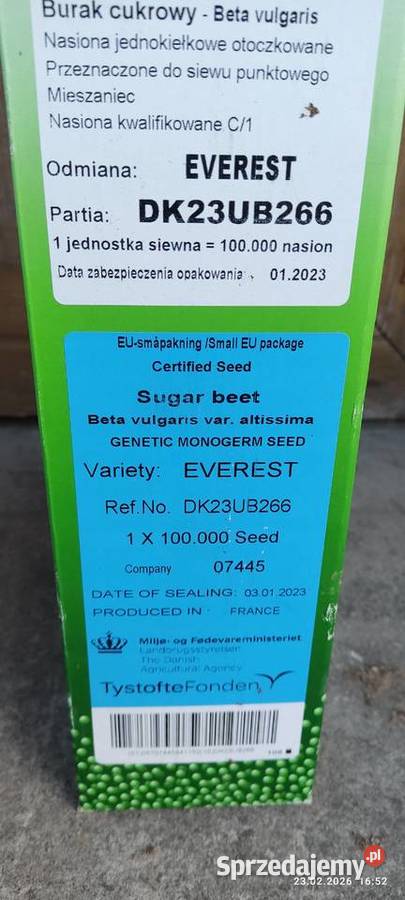 Burak cukrowy - Beta vulgaris
Nasiona jednokiełkowe otoczkowane
Przeznaczone do siewu punktowego
Mieszaniec
Nasiona kwalifikowane C/1
Odmiana: EVEREST
Partia: DK23UB266
1 jednostka siewna = 100.000 nasion
Data zabezpieczenia opakowania: 01.2023
EU-småpakning /Small EU package
Certified Seed
Sugar beet
Beta vulgaris var. altissima
GENETIC MONOGERM SEED
Variety: EVEREST
Ref.No. DK23UB266
1 X 100.000 Seed
Company 07445
DATE OF SEALING: 03.01.2023
PRODUCED IN: FRANCE
Miljø- og Fødevareministeriet
Landbrugsstyrelsen
The Danish
Agricultural Agency
TystofteFonden
Sprzedajemy.pl
23.02.2026 16:52